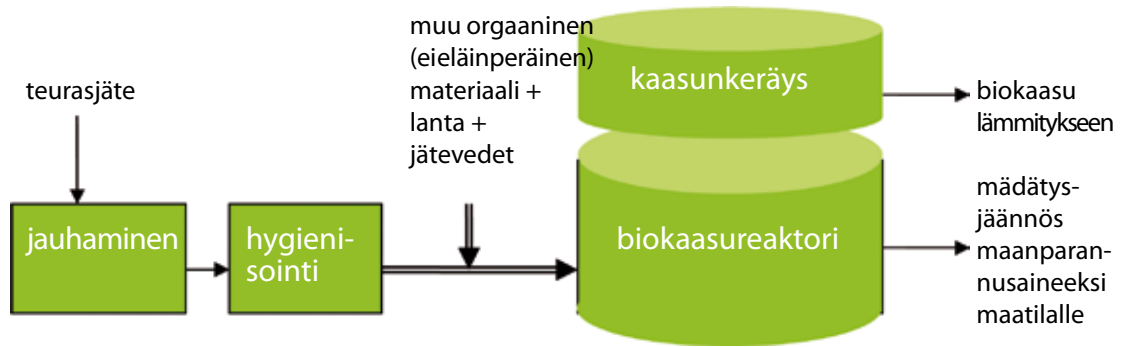 teurasjäte
jauhaminen
hygieni-
sointi
muu orgaaninen
(eieläinperäinen)
materiaali +
lanta +
jätevedet
kaasunkeräys
biokaasureaktori
biokaasu
lämmitykseen
mädätys-
jäännös
maanparan-
nusaineeksi
maatilalle